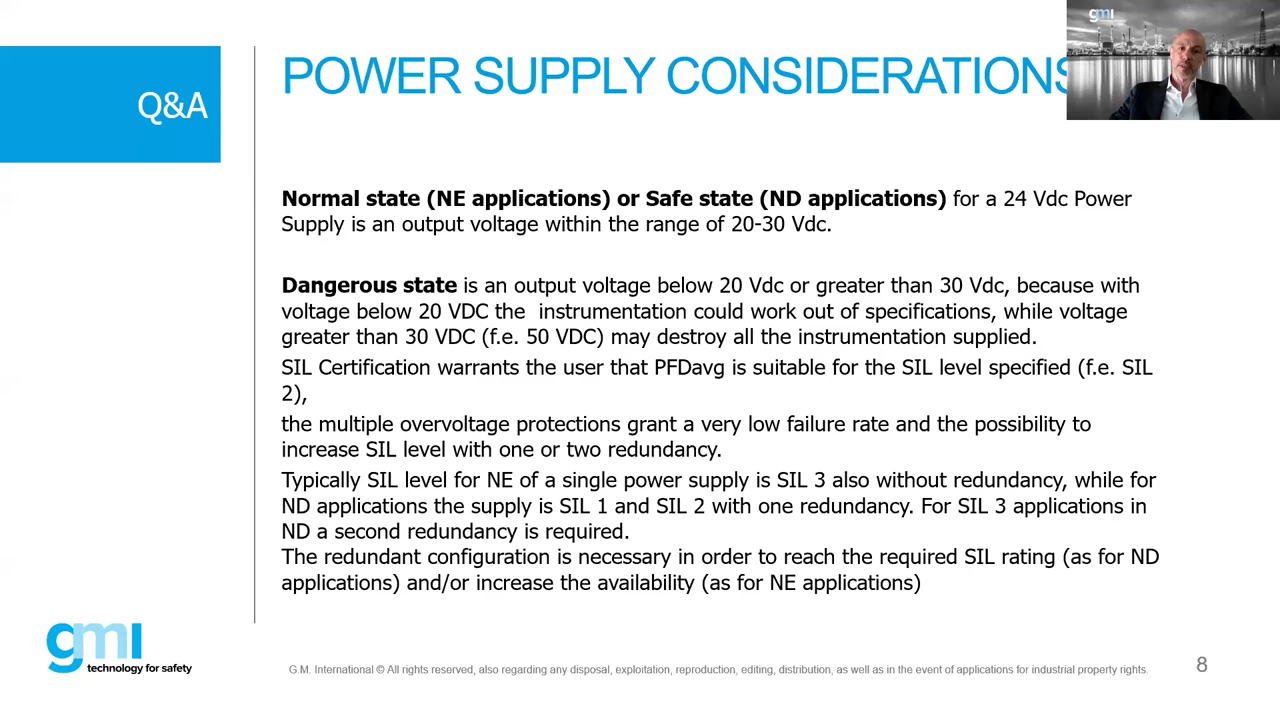 Q&A
POWER SUPPLY CONSIDERATIONS
gmi
Normal state (NE applications) or Safe state (ND applications) for a 24 Vdc Power
Supply is an output voltage within the range of 20-30 Vdc.
Dangerous state is an output voltage below 20 Vdc or greater than 30 Vdc, because with
voltage below 20 VDC the instrumentation could work out of specifications, while voltage
greater than 30 VDC (f.e. 50 VDC) may destroy all the instrumentation supplied.
SIL Certification warrants the user that PFDavg is suitable for the SIL level specified (f.e. SIL
2),
the multiple overvoltage protections grant a very low failure rate and the possibility to
increase SIL level with one or two redundancy.
Typically SIL level for NE of a single power supply is SIL 3 also without redundancy, while for
ND applications the supply is SIL 1 and SIL 2 with one redundancy. For SIL 3 applications in
ND a second redundancy is required.
The redundant configuration is necessary in order to reach the required SIL rating (as for ND
applications) and/or increase the availability (as for NE applications)
gmi
technology for safety
G.M. International © All rights reserved, also regarding any disposal, exploitation, reproduction, editing, distribution, as well as in the event of applications for industrial property rights.
8